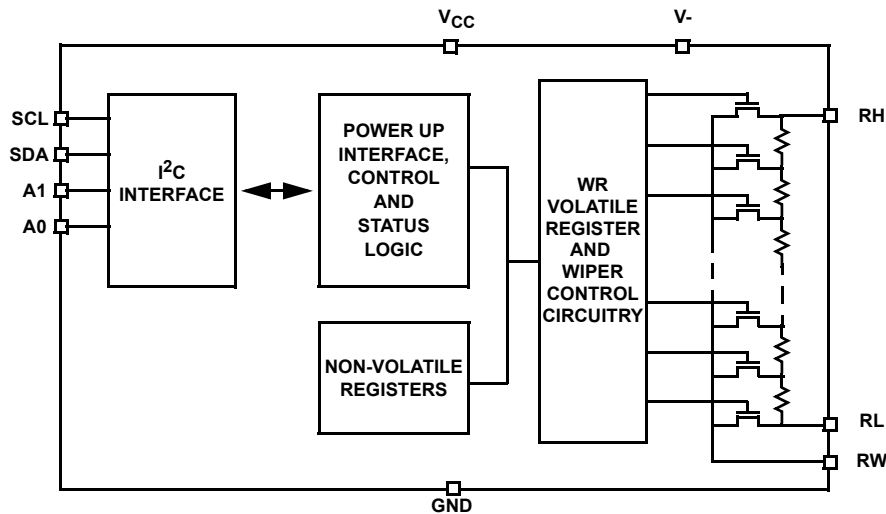 VCC
V-
SCL
SDA
A1
A0
I2C
INTERFACE
POWER UP
INTERFACE,
CONTROL
AND
STATUS
LOGIC
NON-VOLATILE
REGISTERS
WR
VOLATILE
REGISTER
AND
WIPER
CONTROL
CIRCUITRY
RH
RL
RW
GND